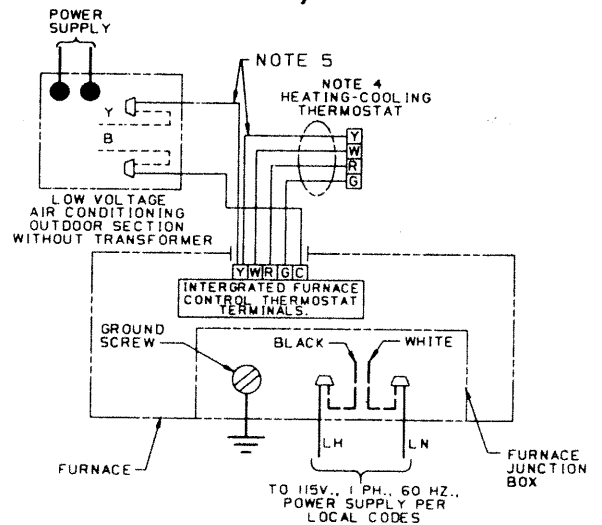 POWER
SUPPLY
NOTE 5
NOTE 4
HEATING-COOLING
THERMOSTAT
Y
B
Y
W
R
G
LOW VOLTAGE
AIR CONDITIONING
OUTDOOR SECTION
WITHOUT TRANSFORMER
Y W R G C
INTERGRATED FURNACE
CONTROL THERMOSTAT
TERMINALS.
GROUND
SCREW
BLACK
WHITE
LH
LN
FURNACE
FURNACE
JUNCTION
BOX
TO 115V., 1 PH., 60 HZ.,
POWER SUPPLY PER
LOCAL CODES